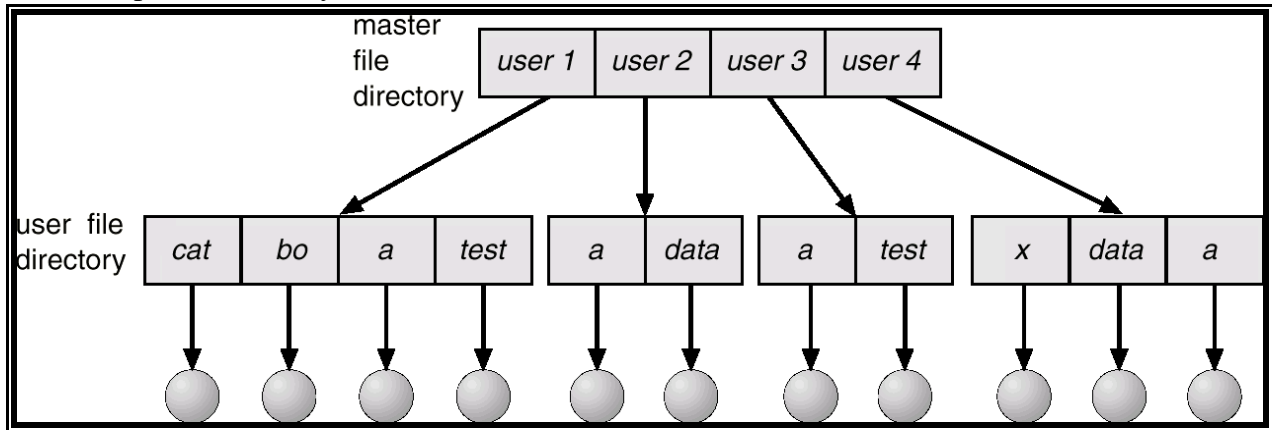 master
file
directory
user 1 user 2 user 3 user 4
user file
directory
cat bo a test a data a test x data a